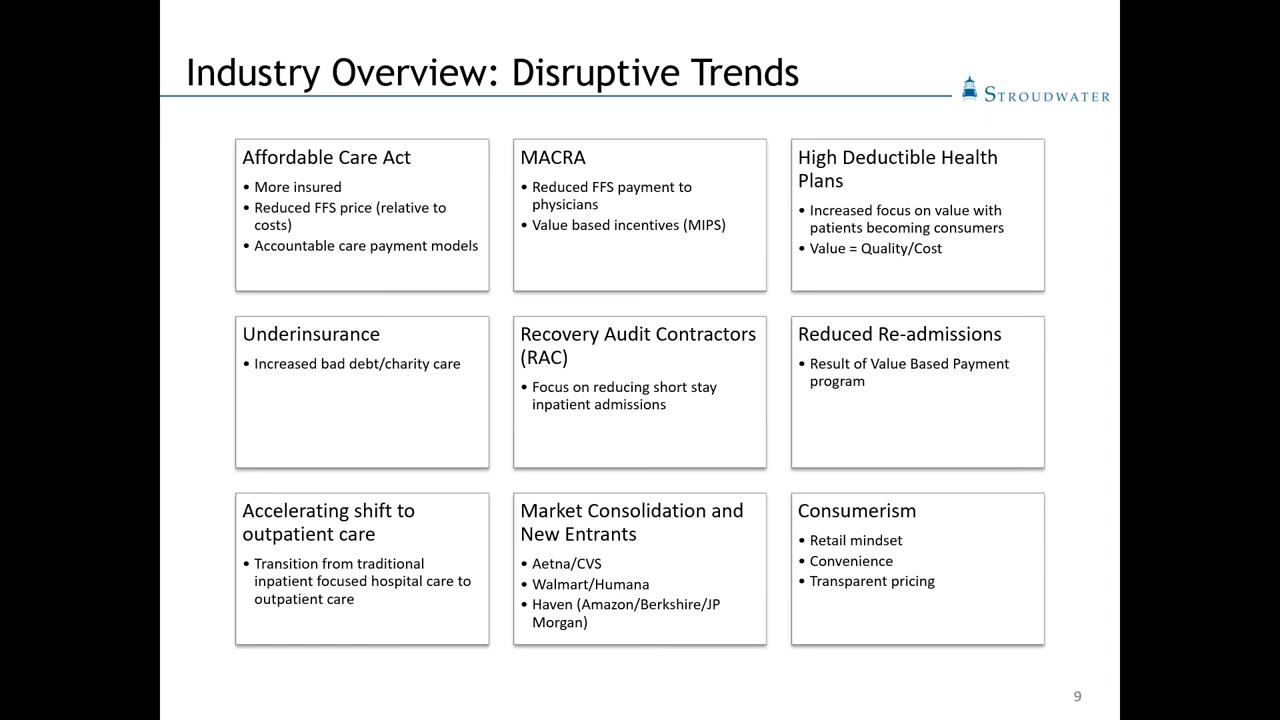 Industry Overview: Disruptive Trends
STROUDWATER
Affordable Care Act
• More insured
• Reduced FFS price (relative to
costs)
• Accountable care payment models
MACRA
• Reduced FFS payment to
physicians
• Value based incentives (MIPS)
High Deductible Health
Plans
• Increased focus on value with
patients becoming consumers
• Value = Quality/Cost
Underinsurance
• Increased bad debt/charity care
Recovery Audit Contractors
(RAC)
• Focus on reducing short stay
inpatient admissions
Reduced Re-admissions
• Result of Value Based Payment
program
Accelerating shift to
outpatient care
• Transition from traditional
inpatient focused hospital care to
outpatient care
Market Consolidation and
New Entrants
• Aetna/CVS
• Walmart/Humana
• Haven (Amazon/Berkshire/JP
Morgan)
Consumerism
• Retail mindset
• Convenience
• Transparent pricing
9